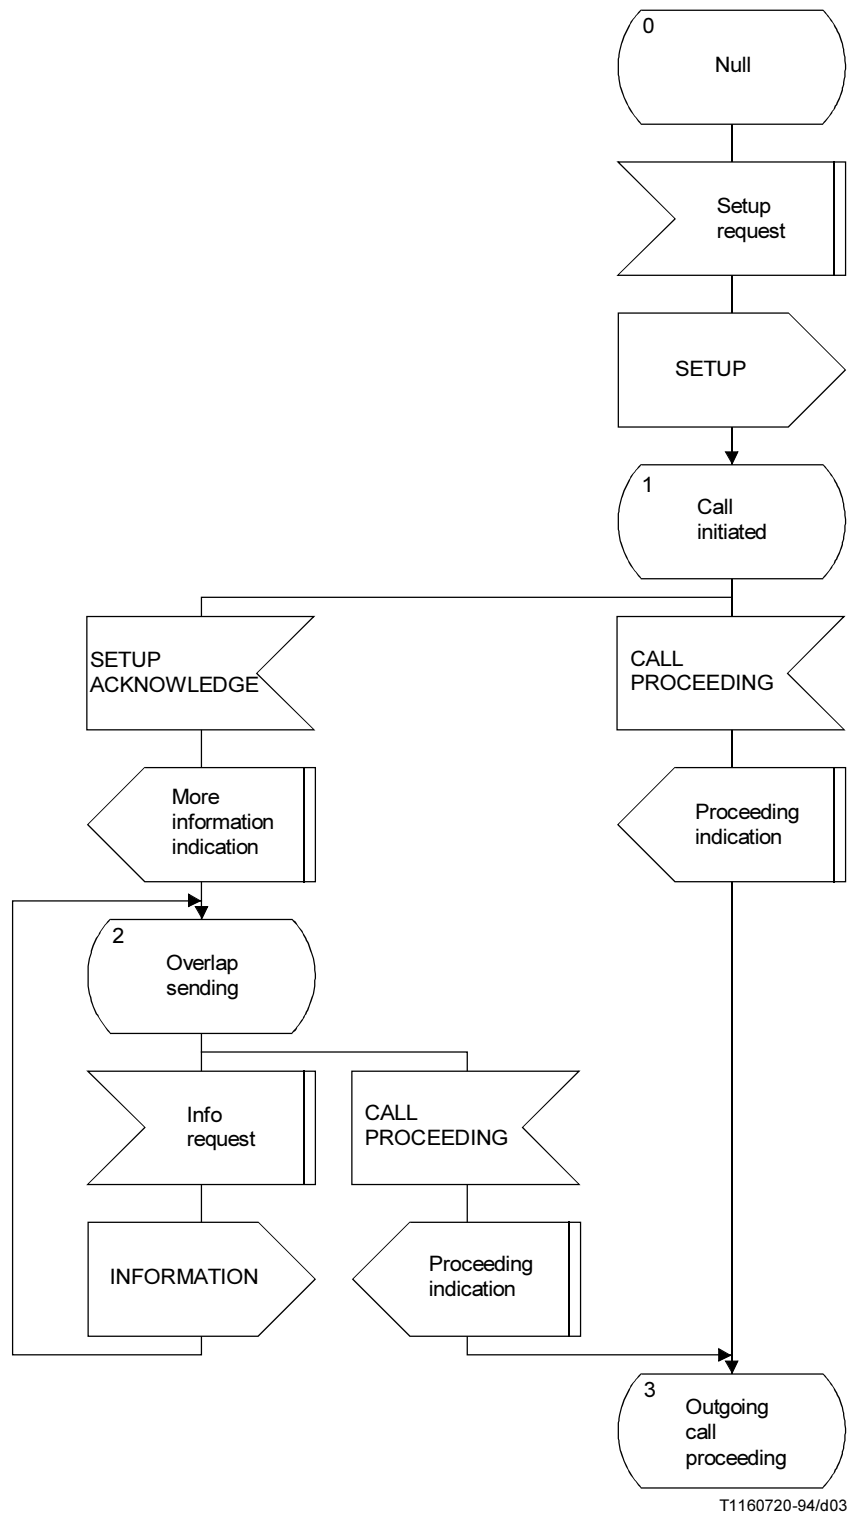 0
Null
Setup
request
SETUP
1
Call
initiated
SETUP
ACKNOWLEDGE
CALL
PROCEEDING
More
information
indication
Proceeding
indication
2
Overlap
sending
Info
request
CALL
PROCEEDING
INFORMATION
Proceeding
indication
3
Outgoing
call
proceeding
T1160720-94/d03